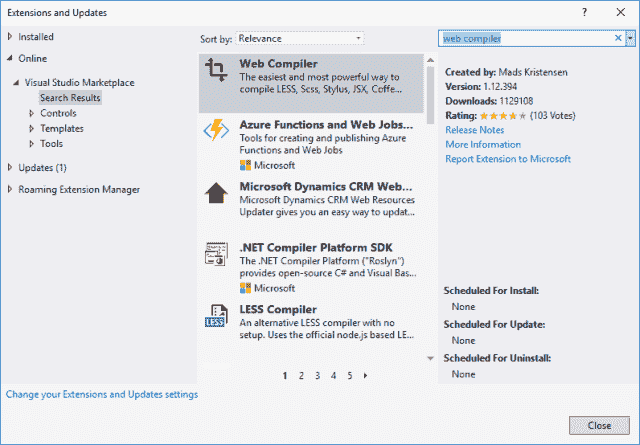 Extensions and Updates
Installed
Online
Visual Studio Marketplace
Search Results
Controls
Templates
Tools
Updates (1)
Roaming Extension Manager
Sort by: Relevance
Web Compiler
The easiest and most powerful way to
compile LESS, Scss, Stylus, JSX, Coffe...
Azure Functions and Web Jobs...
Tools for creating and publishing Azure
Functions and Web Jobs
Microsoft
Microsoft Dynamics CRM Web...
Microsoft Dynamics CRM Web Resources
Updater gives you an easy way to updat...
.NET Compiler Platform SDK
The .NET Compiler Platform ("Roslyn")
provides open-source C# and Visual Bas...
Microsoft
LESS
LESS Compiler
An alternative LESS compiler with no
setup. Uses the official node.js based LE...
1 2 3 4 5
web compiler
Created by: Mads Kristensen
Version: 1.12.394
Downloads: 1129108
Rating: (103 Votes)
Release Notes
More Information
Report Extension to Microsoft
Scheduled For Install:
None
Scheduled For Update:
None
Scheduled For Uninstall:
None
Change your Extensions and Updates settings
Close